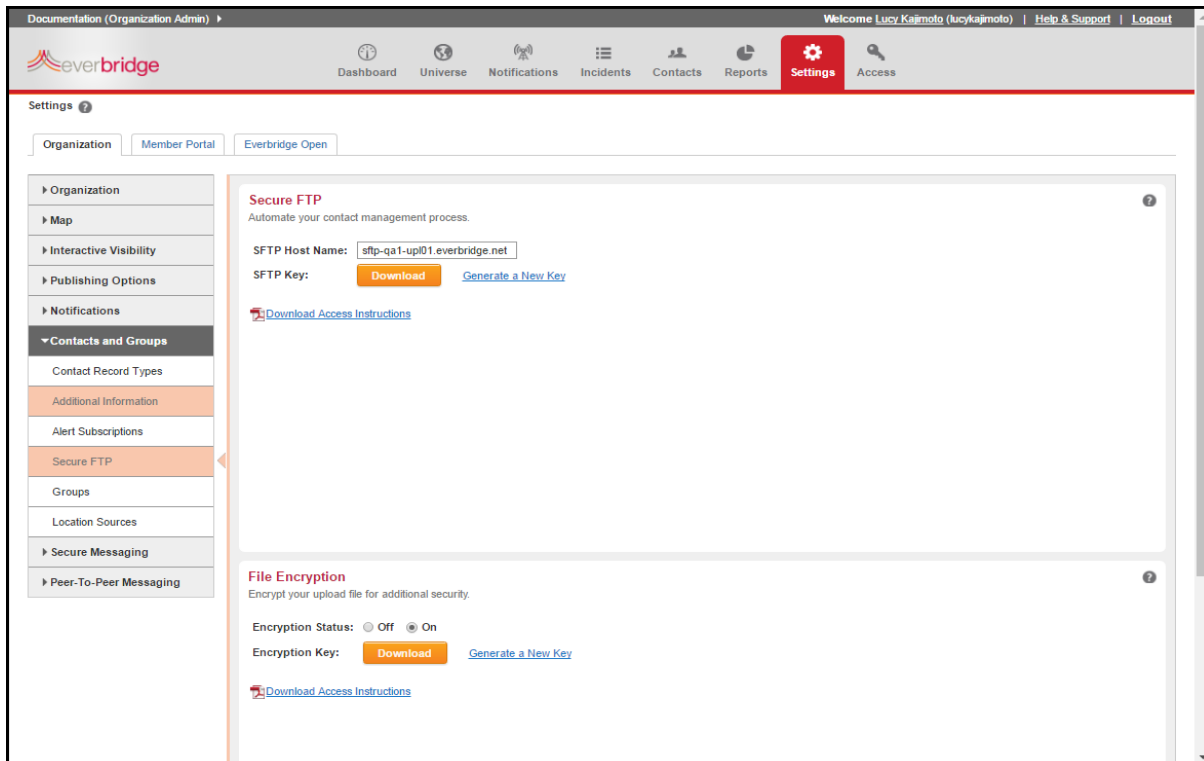 Documentation (Organization Admin)
Welcome Lucy Kajimoto (lucykajimoto) | Help & Support | Logout
everbridge
Dashboard Universe Notifications Incidents Contacts Reports Settings Access
Settings ?
Organization Member Portal Everbridge Open
Organization
Map
Interactive Visibility
Publishing Options
Notifications
Contacts and Groups
Contact Record Types
Additional Information
Alert Subscriptions
Secure FTP
Groups
Location Sources
Secure Messaging
Peer-To-Peer Messaging
Secure FTP ?
Automate your contact management process.
SFTP Host Name: sftp-qa1-upl01.everbridge.net
SFTP Key: Download Generate a New Key
Download Access Instructions
File Encryption ?
Encrypt your upload file for additional security.
Encryption Status: Off On
Encryption Key: Download Generate a New Key
Download Access Instructions